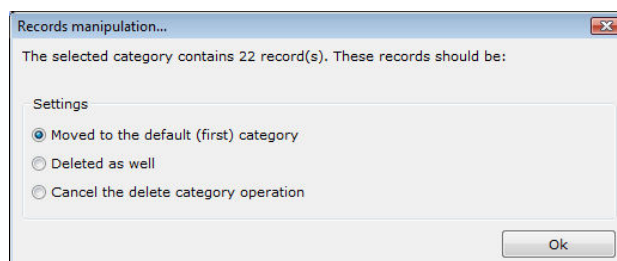 Records manipulation...
The selected category contains 22 record(s). These records should be:
Settings
Moved to the default (first) category
Deleted as well
Cancel the delete category operation
Ok